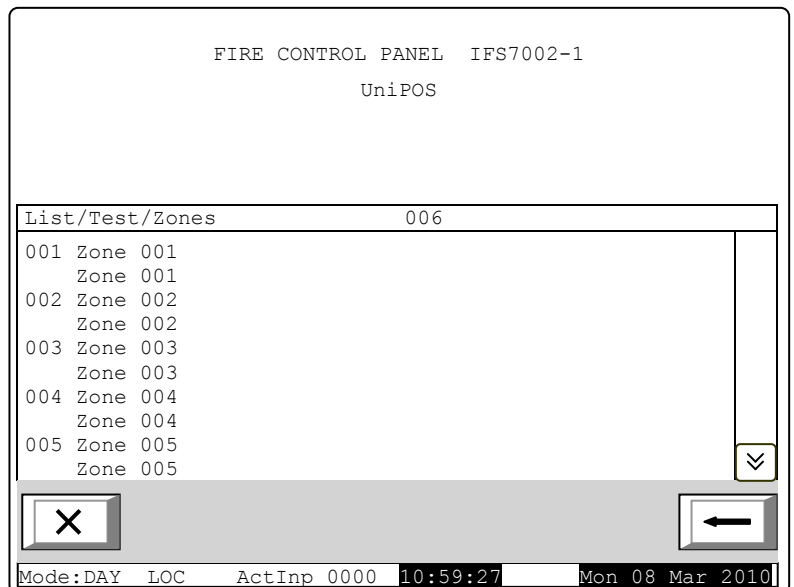 FIRE CONTROL PANEL IFS7002-1
UniPOS
List/Test/Zones 006
001 Zone 001
Zone 001
002 Zone 002
Zone 002
003 Zone 003
Zone 003
004 Zone 004
Zone 004
005 Zone 005
Zone 005
Mode:DAY LOC ActInp 0000 10:59:27 Mon 08 Mar 2010